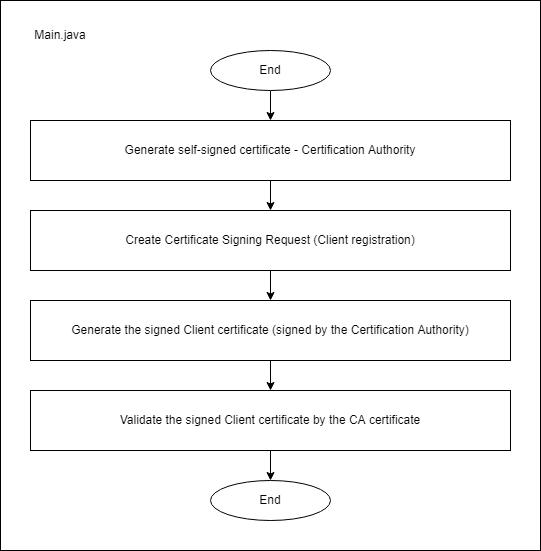 Main.java
End
Generate self-signed certificate - Certification Authority
Create Certificate Signing Request (Client registration)
Generate the signed Client certificate (signed by the Certification Authority)
Validate the signed Client certificate by the CA certificate
End